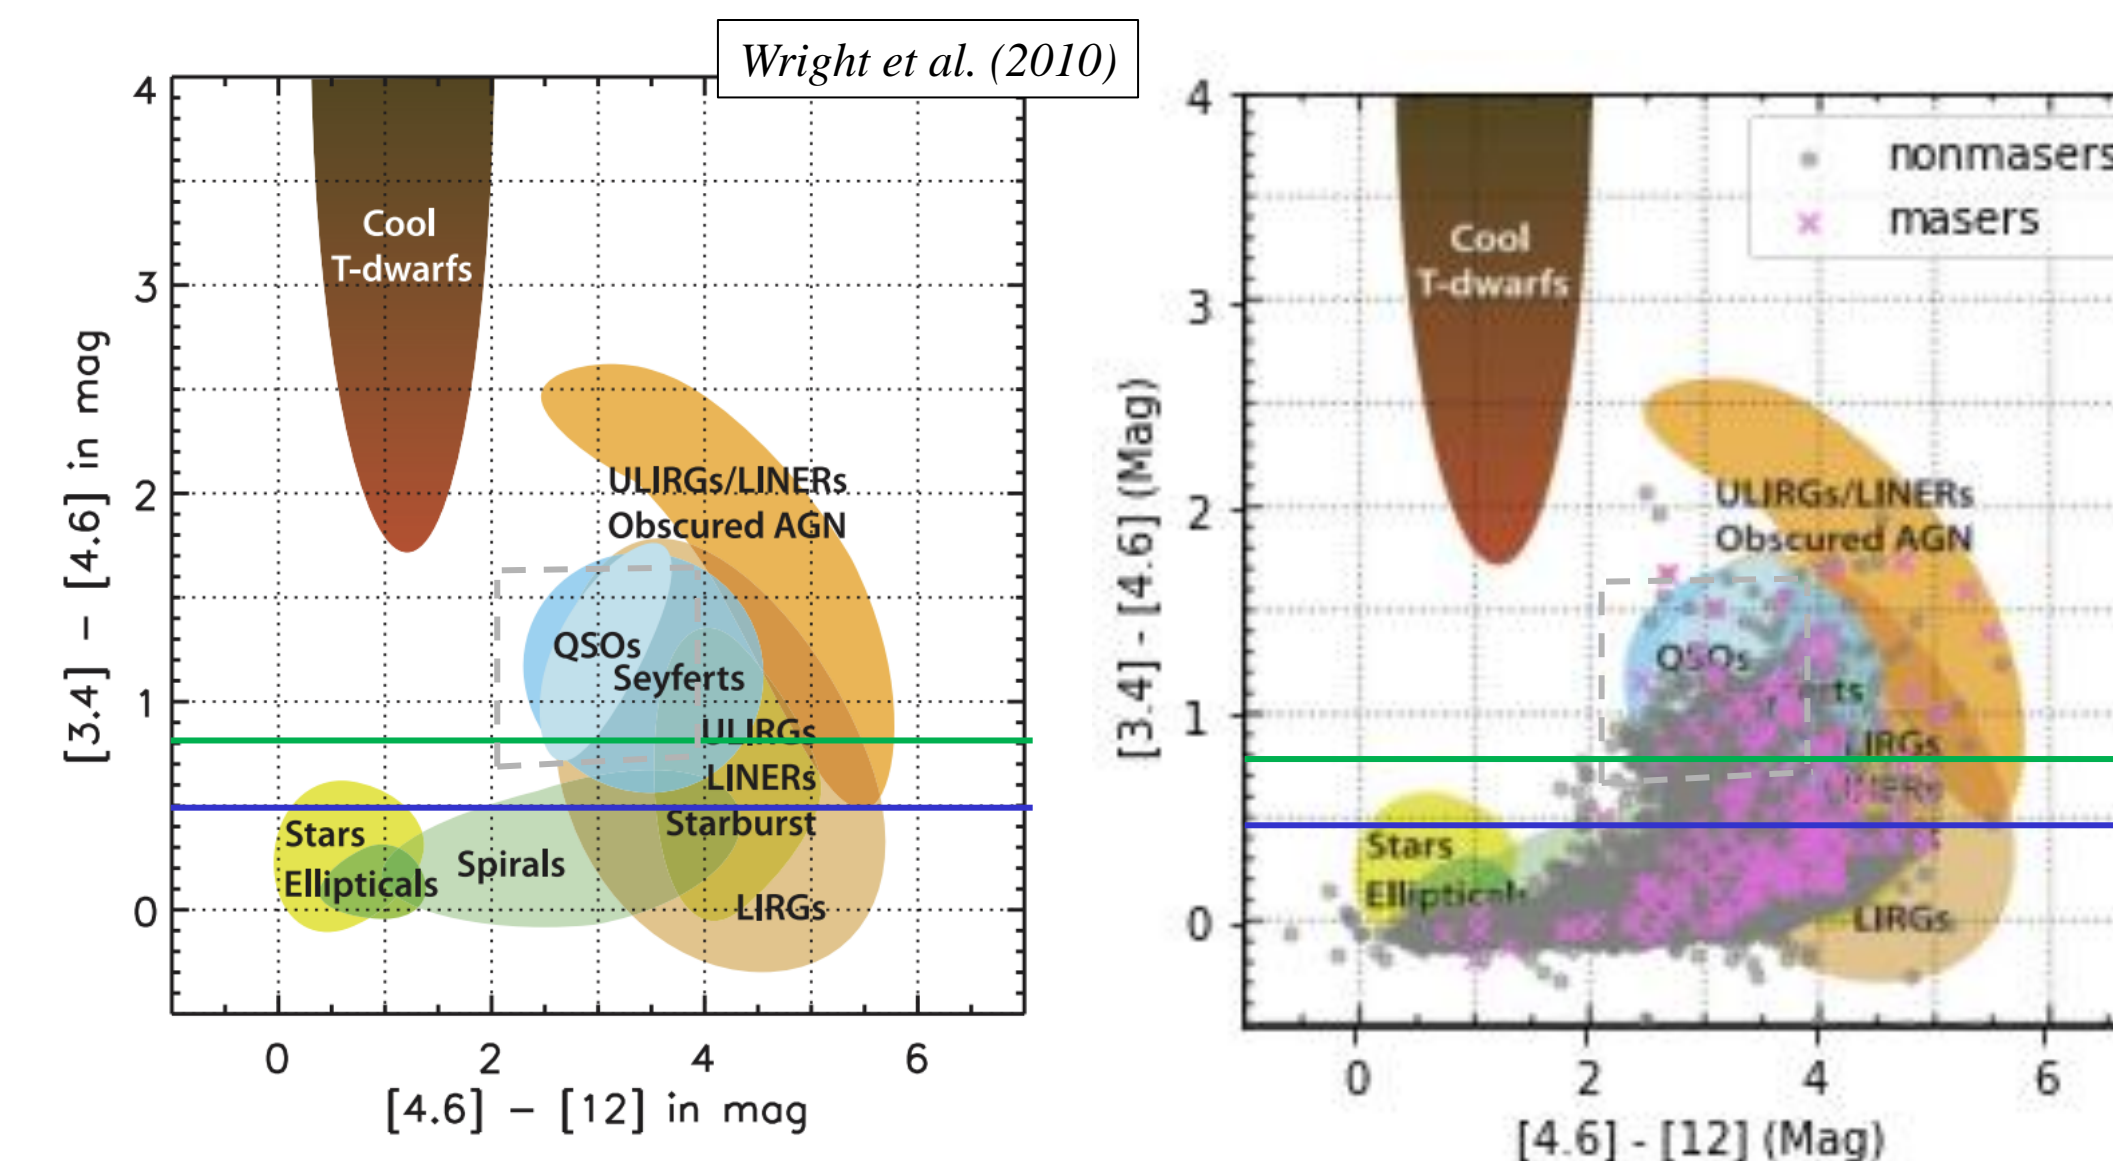 Wright et al. (2010)
4
3
2
1
0
[3.4] – [4.6] in mag
Cool
T-dwarfs
ULIRGs/LINERs
Obscured AGN
QSOs
Seyferts
ULIRGs
LINERs
Starburst
Stars
Spirals
Ellipticals
LIRGs
0 2 4 6
[4.6] – [12] in mag
4
3
2
1
0
[3.4] - [4.6] (Mag)
nonmasers
masers
Cool
T-dwarfs
ULIRGs/LINERs
Obscured AGN
QSOs
Stars
Ellipticals
LIRGs
0 2 4 6
[4.6] - [12] (Mag)